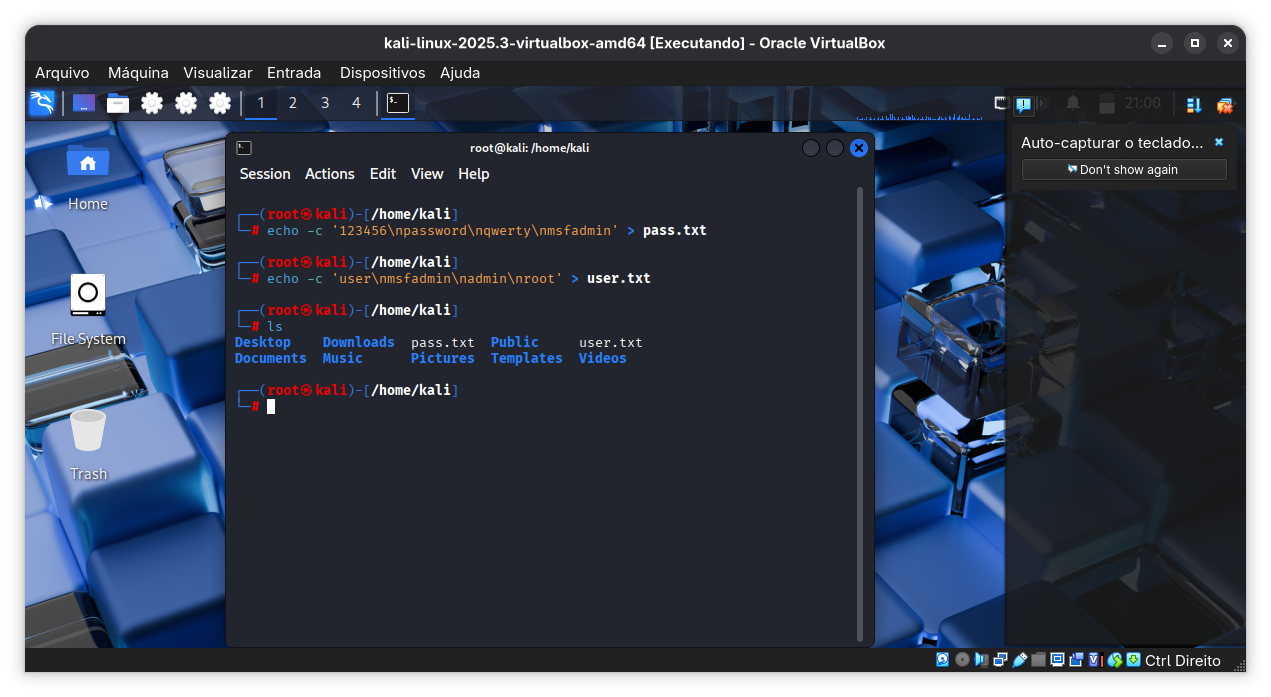 kali-linux-2025.3-virtualbox-amd64 [Executando] - Oracle VirtualBox
Arquivo Máquina Visualizar Entrada Dispositivos Ajuda
1 2 3 4
21:00
Auto-capturar o teclado...
Don't show again
root@kali: /home/kali
Session Actions Edit View Help
┌──(root㉿kali)-[/home/kali]
└─# echo -c '123456\npassword\nqwerty\nmsfadmin' > pass.txt
┌──(root㉿kali)-[/home/kali]
└─# echo -c 'user\nmsfadmin\nadmin\nroot' > user.txt
┌──(root㉿kali)-[/home/kali]
└─# ls
Desktop Downloads pass.txt Public user.txt
Documents Music Pictures Templates Videos
┌──(root㉿kali)-[/home/kali]
└─#
Home
File System
Trash
Ctrl Direito